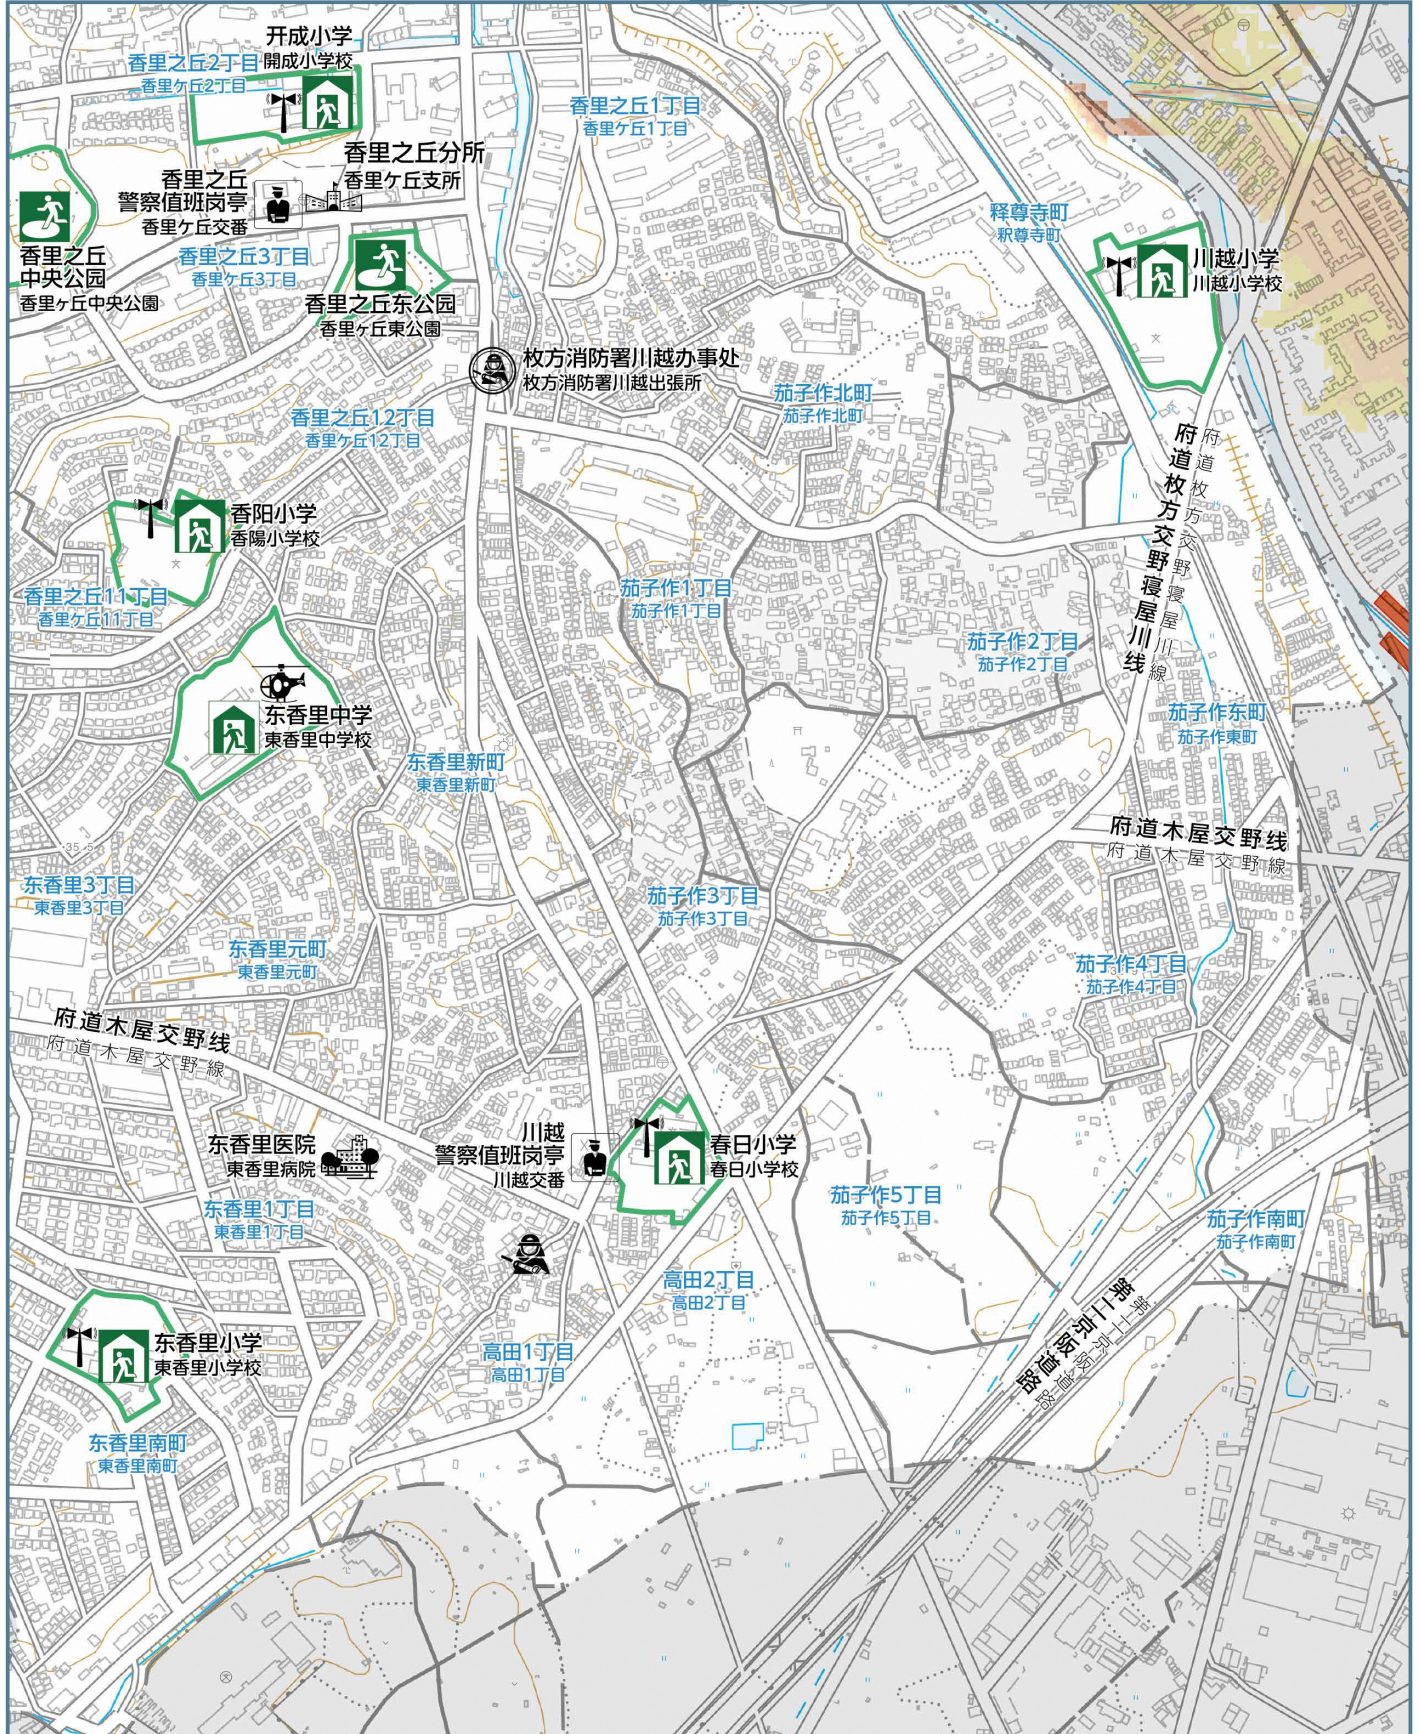 开成小学
開成小学校
香里之丘2丁目
香里ケ丘2丁目
香里之丘1丁目
香里ケ丘1丁目
香里之丘分所
香里ケ丘支所
香里之丘
警察值班岗亭
香里ケ丘交番
香里之丘
中央公园
香里ヶ丘中央公園
香里之丘3丁目
香里ケ丘3丁目
香里之丘东公园
香里ヶ丘東公園
释尊寺町
釈尊寺町
川越小学
川越小学校
枚方消防署川越办事处
枚方消防署川越出張所
茄子作北町
茄子作北町
香里之丘12丁目
香里ケ丘12丁目
府道枚方交野寝屋川线
府道枚方交野寝屋川線
香阳小学
香陽小学校
香里之丘11丁目
香里ケ丘11丁目
茄子作1丁目
茄子作1丁目
茄子作2丁目
茄子作2丁目
东香里中学
東香里中学校
茄子作东町
茄子作東町
东香里新町
東香里新町
府道木屋交野线
府道木屋交野線
东香里3丁目
東香里3丁目
茄子作3丁目
茄子作3丁目
东香里元町
東香里元町
茄子作4丁目
茄子作4丁目
府道木屋交野线
府道木屋交野線
东香里医院
東香里病院
川越
警察值班岗亭
川越交番
春日小学
春日小学校
东香里1丁目
東香里1丁目
茄子作5丁目
茄子作5丁目
茄子作南町
茄子作南町
高田2丁目
高田2丁目
第二京阪道路
第二京阪道路
东香里小学
東香里小学校
高田1丁目
高田1丁目
东香里南町
東香里南町